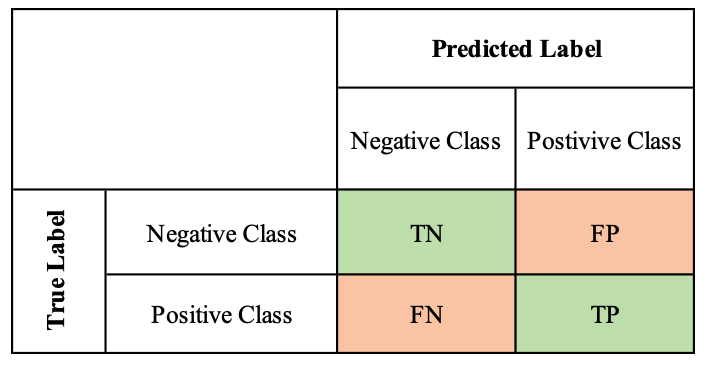 Predicted Label
Negative Class
Postivive Class
True Label
Negative Class
TN
FP
Positive Class
FN
TP